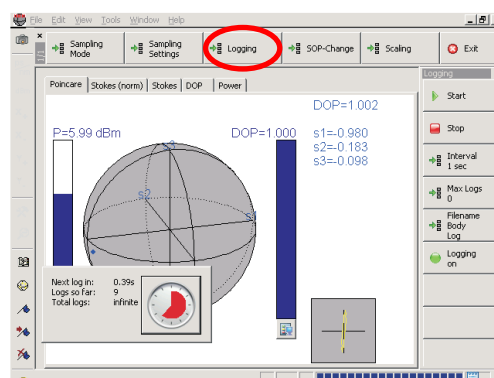 File Edit View Tools Window Help
Sampling
Mode
Sampling
Settings
Logging
SOP-Change
Scaling
Exit
Poincare
Stokes (norm)
Stokes
DOP
Power
DOP=1.002
P=5.99 dBm
DOP=1.000
s1=-0.980
s2=-0.183
s3=-0.098
s3
s2
Next log in: 0.39s
Logs so far: 9
Total logs: infinite
Logging
Start
Stop
Interval
1 sec
Max Logs
0
Filename
Body
Log
Logging
on